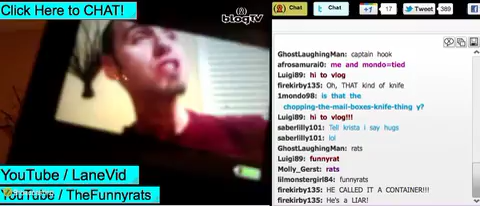 Click Here to CHAT!
blogTV
YouTube / LaneVid
YouTube / TheFunnyrats
Chat
Chat
+1
17
Tweet
389
GhostLaughingMan: captain hook
afrosamurai0: me and mondo=tied
Luigi89: hi to vlog
firekirby135: Oh, THAT kind of knife
1mondo98: is that the
chopping-the-mail-boxes-knife-thing y?
Luigi89: hi to vlog!!!
saberlilly101: Tell krista i say hugs
saberlilly101: lol
GhostLaughingMan: rats
Luigi89: funnyrat
Molly_Gerst: rats
lilmonstergirl84: funnyrats
firekirby135: HE CALLED IT A CONTAINER!!!
firekirby135: He's a LIAR!